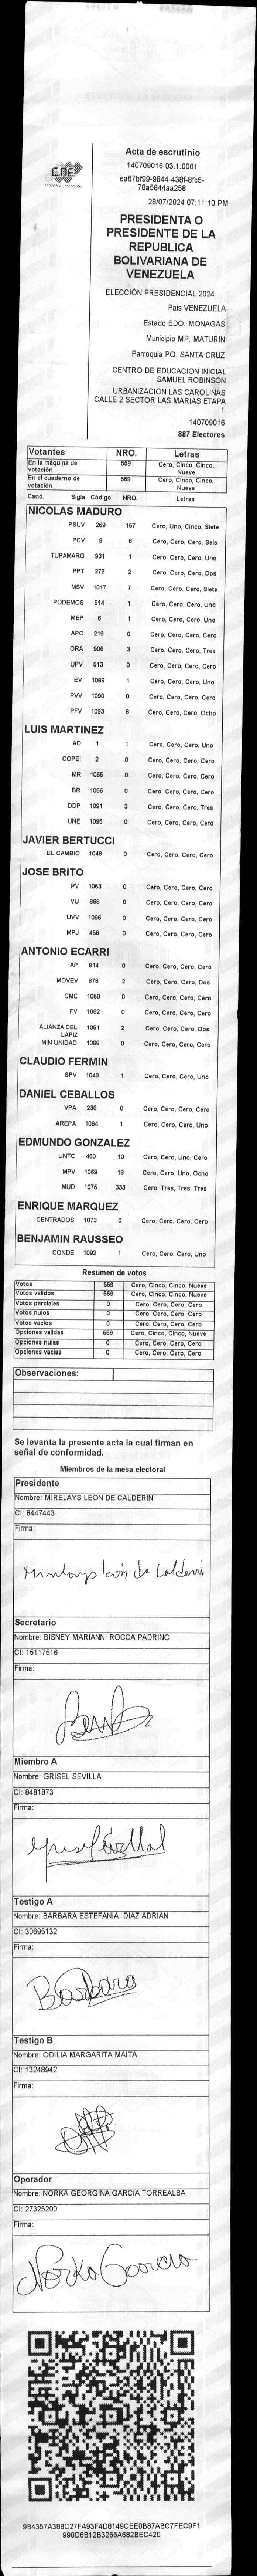 CNE
Acta de escrutinio
140709016.03.1.0001
ea67bf99-9844-438f-8fc5-
78a5844aa258
28/07/2024 07:11:10 PM
PRESIDENTA O
PRESIDENTE DE LA
REPUBLICA
BOLIVARIANA DE
VENEZUELA
ELECCIÓN PRESIDENCIAL 2024
Pais VENEZUELA
Estado EDO. MONAGAS
Municipio MP. MATURIN
Parroquia PQ. SANTA CRUZ
CENTRO DE EDUCACION INICIAL
SAMUEL ROBINSON
URBANIZACION LAS CAROLINAS
CALLE 2 SECTOR LAS MARIAS ETAPA
1
140709016
887 Electores
Votantes NRO. Letras
En la máquina de votación 559 Cero, Cinco, Cinco, Nueve
En el cuaderno de votación 559 Cero, Cinco, Cinco, Nueve
Cand. Sigla Código NRO. Letras
NICOLAS MADURO
PSUV 269 167 Cero, Uno, Cinco, Siete
PCV 9 6 Cero, Cero, Cero, Seis
TUPAMARO 931 1 Cero, Cero, Cero, Uno
PPT 276 2 Cero, Cero, Cero, Dos
MSV 1017 7 Cero, Cero, Cero, Siete
PODEMOS 514 1 Cero, Cero, Cero, Uno
MEP 6 1 Cero, Cero, Cero, Uno
APC 219 0 Cero, Cero, Cero, Cero
ORA 906 3 Cero, Cero, Cero, Tres
UPV 513 0 Cero, Cero, Cero, Cero
EV 1089 1 Cero, Cero, Cero, Uno
PVV 1090 0 Cero, Cero, Cero, Cero
PFV 1093 8 Cero, Cero, Cero, Ocho
LUIS MARTINEZ
AD 1 1 Cero, Cero, Cero, Uno
COPEI 2 0 Cero, Cero, Cero, Cero
MR 1065 0 Cero, Cero, Cero, Cero
BR 1066 0 Cero, Cero, Cero, Cero
DDP 1091 3 Cero, Cero, Cero, Tres
UNE 1095 0 Cero, Cero, Cero, Cero
JAVIER BERTUCCI
EL CAMBIO 1048 0 Cero, Cero, Cero, Cero
JOSE BRITO
PV 1053 0 Cero, Cero, Cero, Cero
VU 868 0 Cero, Cero, Cero, Cero
UVV 1096 0 Cero, Cero, Cero, Cero
MPJ 458 0 Cero, Cero, Cero, Cero
ANTONIO ECARRI
AP 914 0 Cero, Cero, Cero, Cero
MOVEV 878 2 Cero, Cero, Cero, Dos
CMC 1050 0 Cero, Cero, Cero, Cero
FV 1062 0 Cero, Cero, Cero, Cero
ALIANZA DEL LAPIZ 1051 2 Cero, Cero, Cero, Dos
MIN UNIDAD 1069 0 Cero, Cero, Cero, Cero
CLAUDIO FERMIN
SPV 1049 1 Cero, Cero, Cero, Uno
DANIEL CEBALLOS
VPA 236 0 Cero, Cero, Cero, Cero
AREPA 1094 1 Cero, Cero, Cero, Uno
EDMUNDO GONZALEZ
UNTC 460 10 Cero, Cero, Uno, Cero
MPV 1059 18 Cero, Cero, Uno, Ocho
MUD 1075 333 Cero, Tres, Tres, Tres
ENRIQUE MARQUEZ
CENTRADOS 1073 0 Cero, Cero, Cero, Cero
BENJAMIN RAUSSEO
CONDE 1092 1 Cero, Cero, Cero, Uno
Resumen de votos
Votos 559 Cero, Cinco, Cinco, Nueve
Votos validos 559 Cero, Cinco, Cinco, Nueve
Votos parciales 0 Cero, Cero, Cero, Cero
Votos nulos 0 Cero, Cero, Cero, Cero
Votos vacios 0 Cero, Cero, Cero, Cero
Opciones validas 559 Cero, Cinco, Cinco, Nueve
Opciones nulas 0 Cero, Cero, Cero, Cero
Opciones vacias 0 Cero, Cero, Cero, Cero
Observaciones:
Se levanta la presente acta la cual firman en
señal de conformidad.
Miembros de la mesa electoral
Presidente
Nombre: MIRELAYS LEON DE CALDERIN
CI: 8447443
Firma:
Secretario
Nombre: BISNEY MARIANNI ROCCA PADRINO
CI: 15117516
Firma:
Miembro A
Nombre: GRISEL SEVILLA
CI: 8481873
Firma:
Testigo A
Nombre: BARBARA ESTEFANIA DIAZ ADRIAN
CI: 30695132
Firma:
Barbara
Testigo B
Nombre: ODILIA MARGARITA MAITA
CI: 13248942
Firma:
Operador
Nombre: NORKA GEORGINA GARCIA TORREALBA
CI: 27325200
Firma:
Norka Garcia
9B4357A388C27FA93F4D8149CEE0B87ABC7FEC9F1
990D6B12B3266A682BEC420